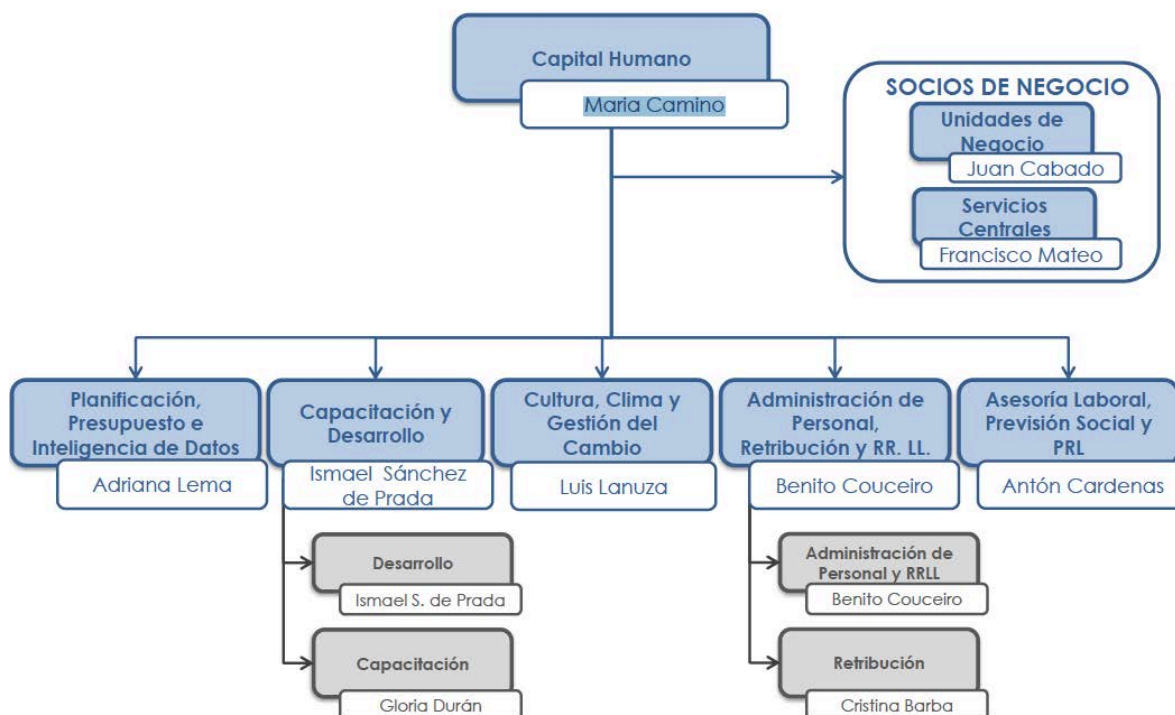 Capital Humano
Maria Camino
SOCIOS DE NEGOCIO
Unidades de
Negocio
Juan Cabado
Servicios
Centrales
Francisco Mateo
Planificación,
Presupuesto e
Inteligencia de Datos
Adriana Lema
Capacitación y
Desarrollo
Ismael Sánchez
de Prada
Cultura, Clima y
Gestión del
Cambio
Luis Lanuza
Administración de
Personal,
Retribución y RR. LL.
Benito Couceiro
Asesoría Laboral,
Previsión Social y
PRL
Antón Cardenas
Desarrollo
Ismael S. de Prada
Capacitación
Gloria Durán
Administración de
Personal y RRLL
Benito Couceiro
Retribución
Cristina Barba